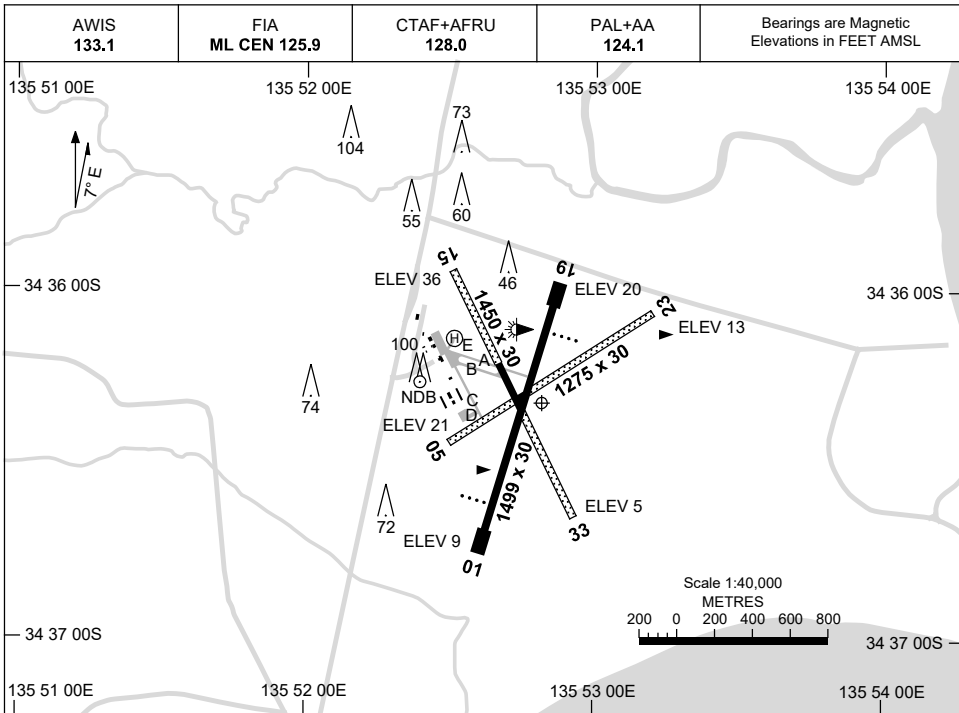 AWIS
133.1
FIA
ML CEN 125.9
CTAF+AFRU
128.0
PAL+AA
124.1
Bearings are Magnetic
Elevations in FEET AMSL
135 51 00E
135 52 00E
135 53 00E
135 54 00E
7° E
104
73
55
60
46
34 36 00S
34 36 00S
15
ELEV 36
19
ELEV 20
23
ELEV 13
1450 x 30
H
E
A
B
100
NDB
C
D
74
1275 x 30
ELEV 21
05
1499 x 30
72
ELEV 9
01
ELEV 5
33
Scale 1:40,000
METRES
200 0 200 400 600 800
34 37 00S
34 37 00S
135 51 00E
135 52 00E
135 53 00E
135 54 00E